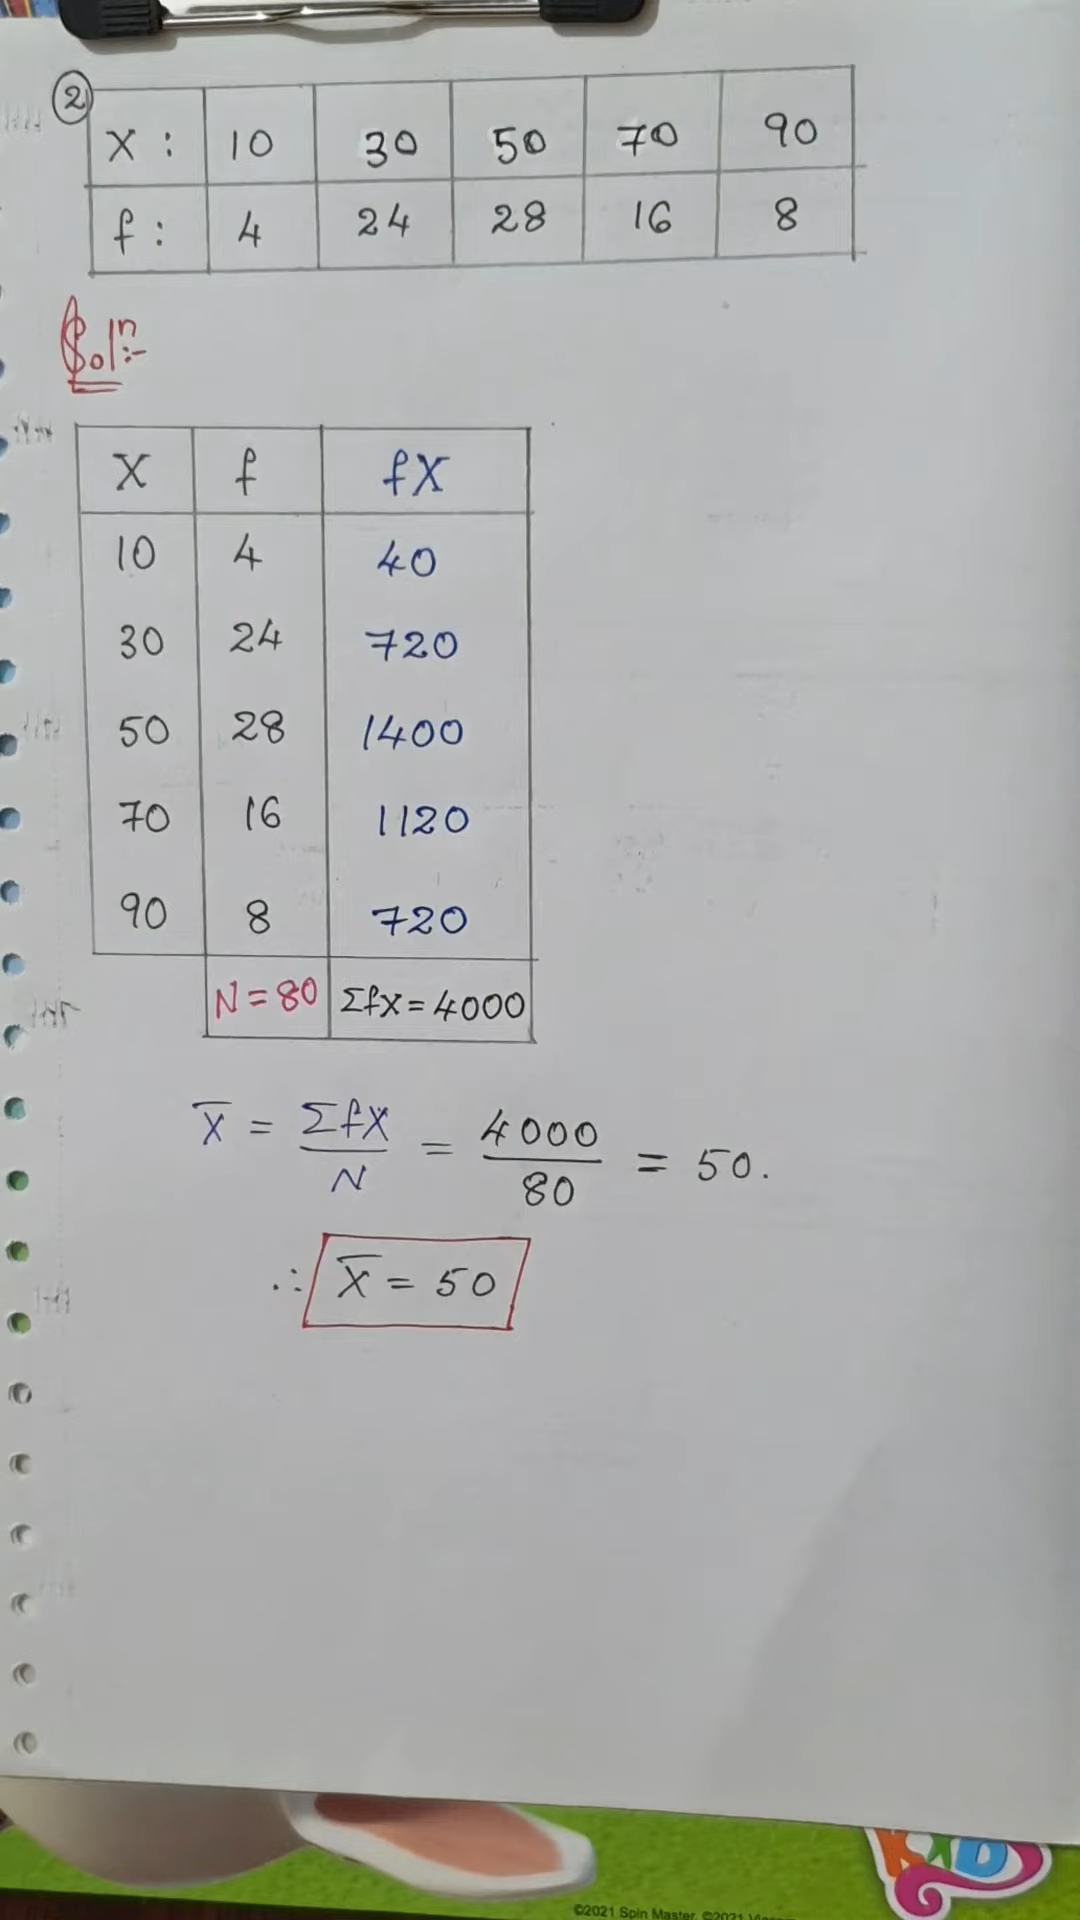 2
X : 10 30 50 70 90
f : 4 24 28 16 8
Solⁿ:-
X f fX
10 4 40
30 24 720
50 28 1400
70 16 1120
90 8 720
N = 80 Σfx = 4000
X̅ = ΣfX / N = 4000 / 80 = 50.
∴ X̅ = 50
©2021 Spin Master. ©2021